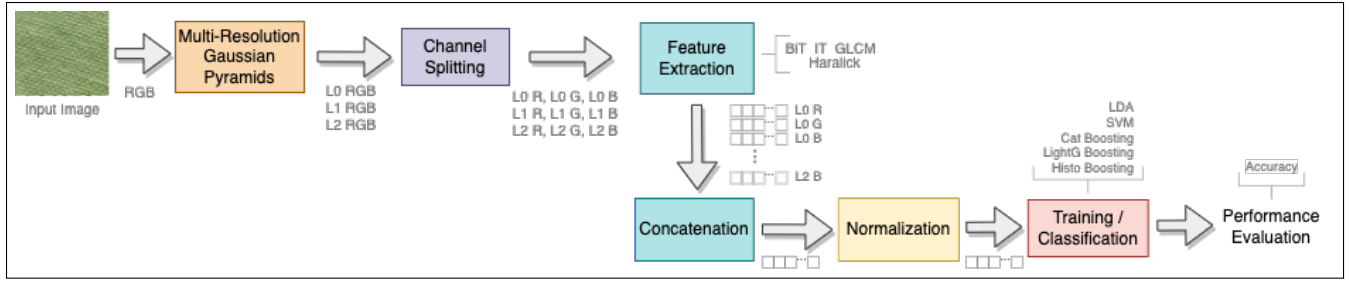 Input Image
RGB
Multi-Resolution
Gaussian
Pyramids
L0 RGB
L1 RGB
L2 RGB
Channel
Splitting
L0 R, L0 G, L0 B
L1 R, L1 G, L1 B
L2 R, L2 G, L2 B
Feature
Extraction
BiT IT GLCM
Haralick
L0 R
L0 G
L0 B
L2 B
Concatenation
Normalization
LDA
SVM
Cat Boosting
LightG Boosting
Histo Boosting
Training /
Classification
Accuracy
Performance
Evaluation